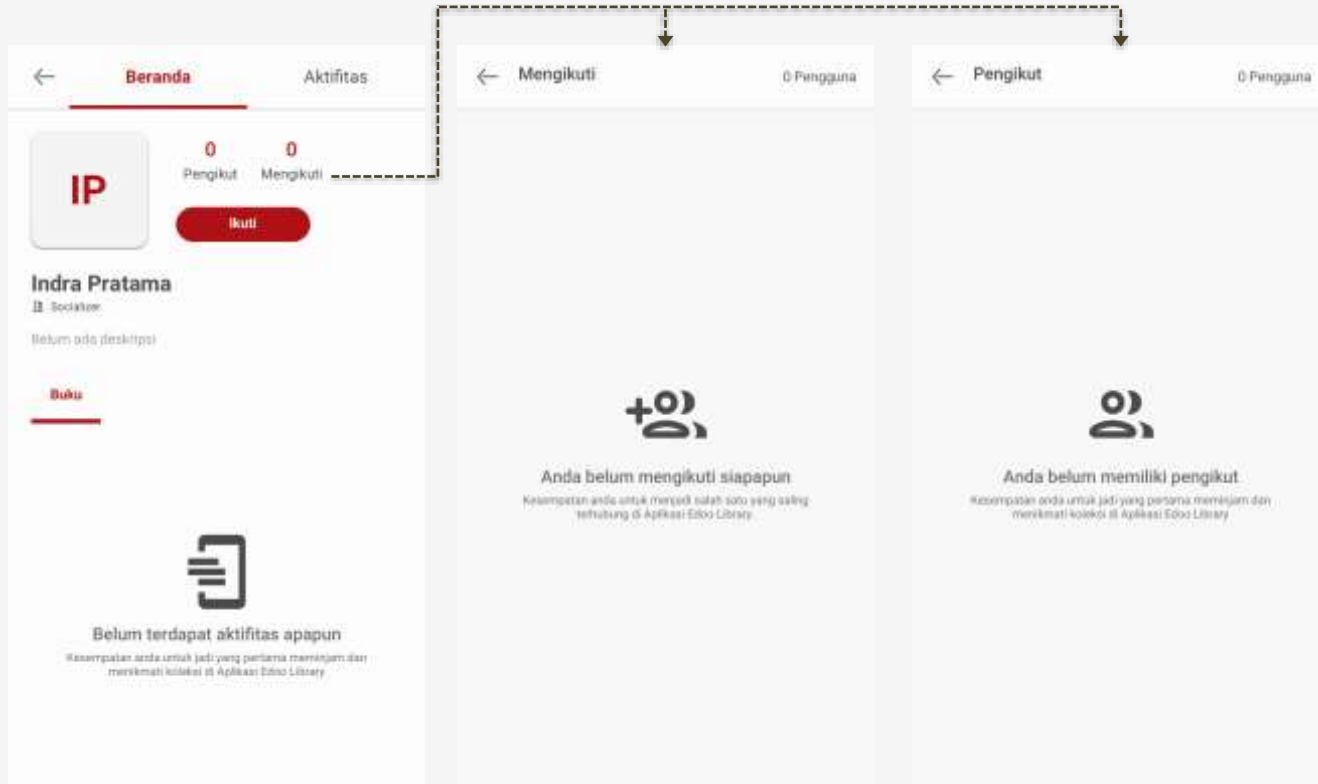 Beranda
Aktifitas
0
0
Pengikut
Mengikuti
IP
Ikuti
Indra Pratama
Socializer
Belum ada deskripsi
Buku
Belum terdapat aktifitas apapun
Kesempatan anda untuk jadi yang pertama meminjam dan
menikmati koleksi di Aplikasi Edoo Library
Mengikuti
0 Pengguna
Anda belum mengikuti siapapun
Kesempatan anda untuk menjadi salah satu yang saling
terhubung di Aplikasi Edoo Library
Pengikut
0 Pengguna
Anda belum memiliki pengikut
Kesempatan anda untuk jadi yang pertama meminjam dan
menikmati koleksi di Aplikasi Edoo Library